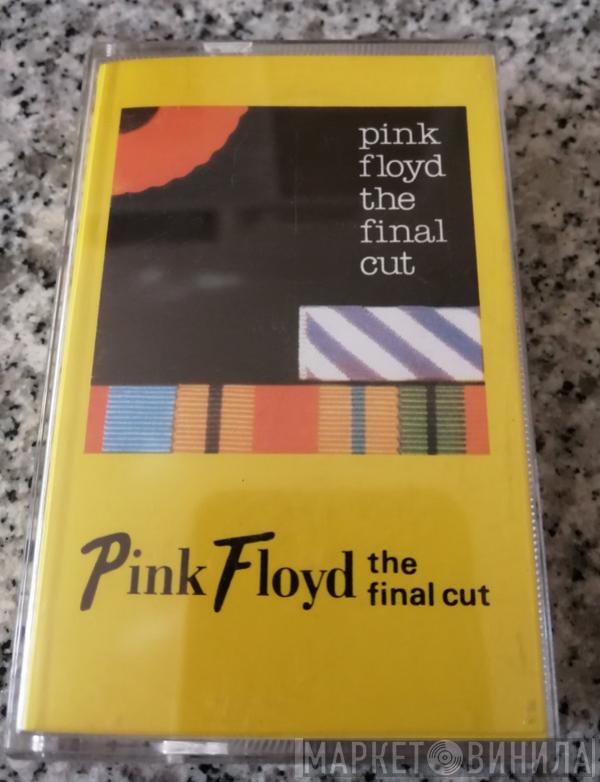 pink
floyd
the
final
cut
Pink Floyd the
final cut
МАРКЕТ ВИНИЛА